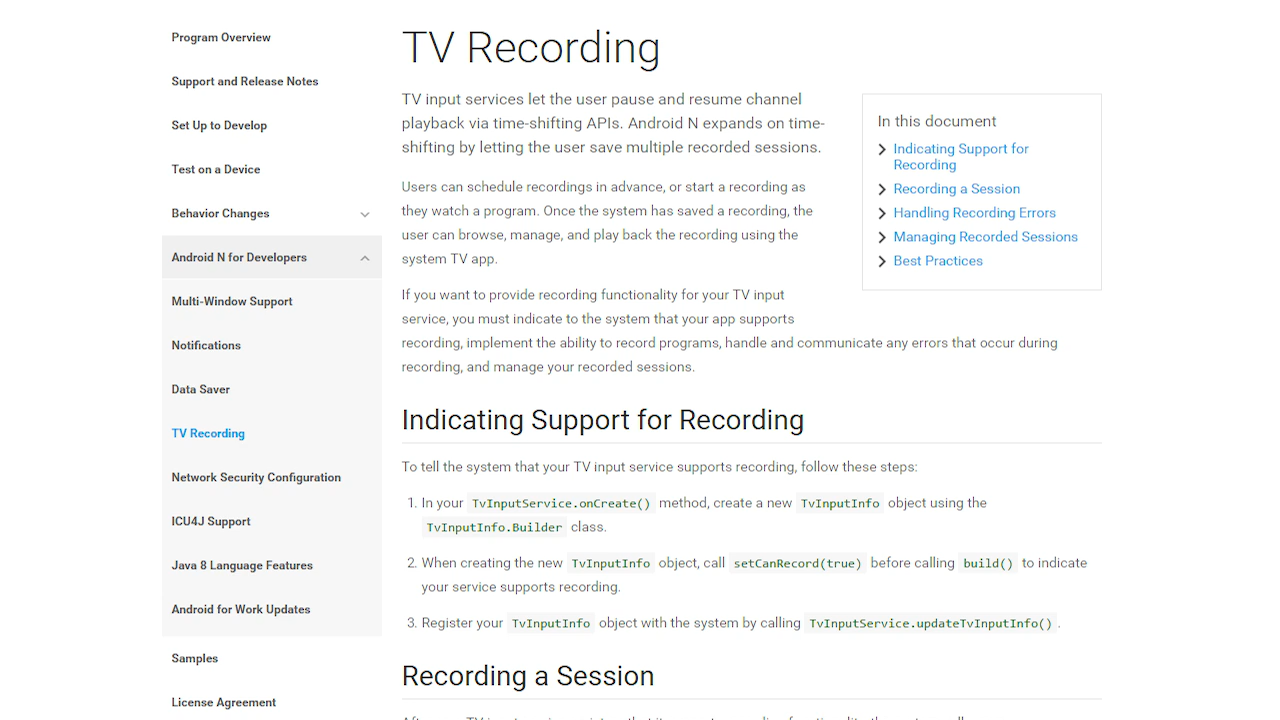 Program Overview
Support and Release Notes
Set Up to Develop
Test on a Device
Behavior Changes
Android N for Developers
Multi-Window Support
Notifications
Data Saver
TV Recording
Network Security Configuration
ICU4J Support
Java 8 Language Features
Android for Work Updates
Samples
License Agreement
TV Recording
TV input services let the user pause and resume channel
playback via time-shifting APIs. Android N expands on time-
shifting by letting the user save multiple recorded sessions.
Users can schedule recordings in advance, or start a recording as
they watch a program. Once the system has saved a recording, the
user can browse, manage, and play back the recording using the
system TV app.
If you want to provide recording functionality for your TV input
service, you must indicate to the system that your app supports
recording, implement the ability to record programs, handle and communicate any errors that occur during
recording, and manage your recorded sessions.
In this document
Indicating Support for
Recording
Recording a Session
Handling Recording Errors
Managing Recorded Sessions
Best Practices
Indicating Support for Recording
To tell the system that your TV input service supports recording, follow these steps:
1. In your TvInputService.onCreate() method, create a new TvInputInfo object using the
TvInputInfo.Builder class.
2. When creating the new TvInputInfo object, call setCanRecord(true) before calling build() to indicate
your service supports recording.
3. Register your TvInputInfo object with the system by calling TvInputService.updateTvInputInfo() .
Recording a Session